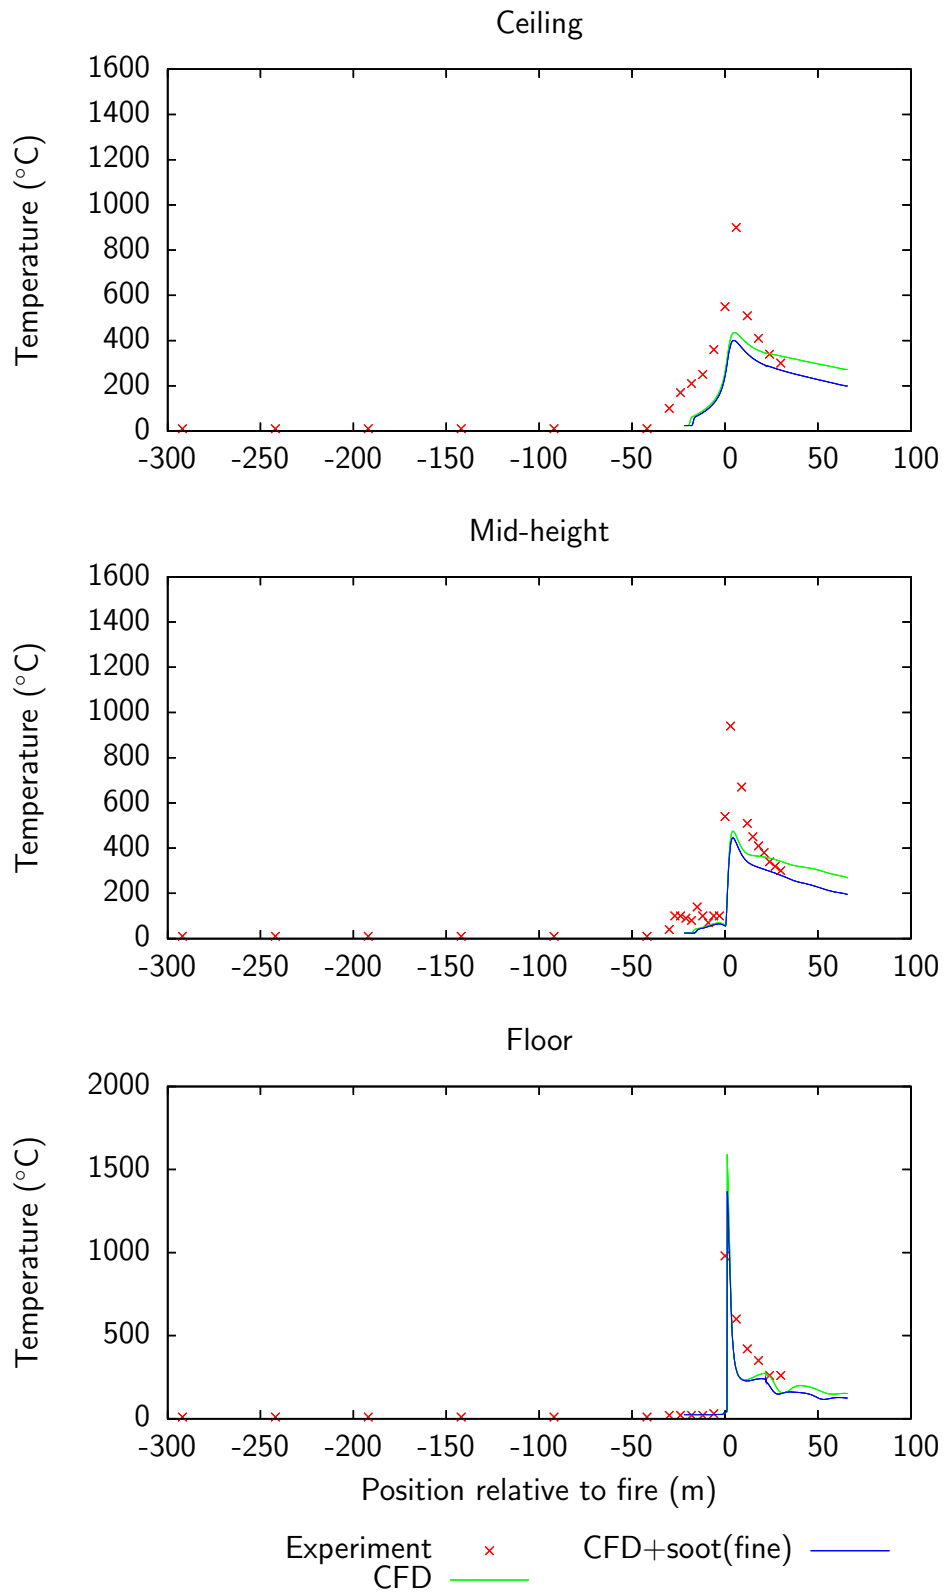 Ceiling
Temperature (°C)
1600
1400
1200
1000
800
600
400
200
0
-300 -250 -200 -150 -100 -50 0 50 100
Mid-height
Temperature (°C)
1600
1400
1200
1000
800
600
400
200
0
-300 -250 -200 -150 -100 -50 0 50 100
Floor
Temperature (°C)
2000
1500
1000
500
0
-300 -250 -200 -150 -100 -50 0 50 100
Position relative to fire (m)
Experiment CFD+soot(fine)
CFD